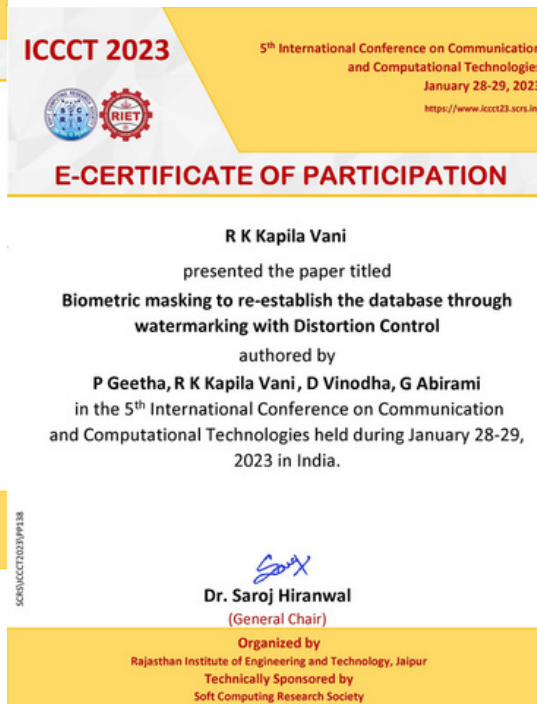 ICCCT 2023
5th International Conference on Communication
and Computational Technologies
January 28-29, 2023
https://www.iccct23.scrs.in
SCRS
RIET
E-CERTIFICATE OF PARTICIPATION
R K Kapila Vani
presented the paper titled
Biometric masking to re-establish the database through
watermarking with Distortion Control
authored by
P Geetha, R K Kapila Vani, D Vinodha, G Abirami
in the 5th International Conference on Communication
and Computational Technologies held during January 28-29,
2023 in India.
SCRS\ICCCT2023\PP138
Dr. Saroj Hiranwal
(General Chair)
Organized by
Rajasthan Institute of Engineering and Technology, Jaipur
Technically Sponsored by
Soft Computing Research Society